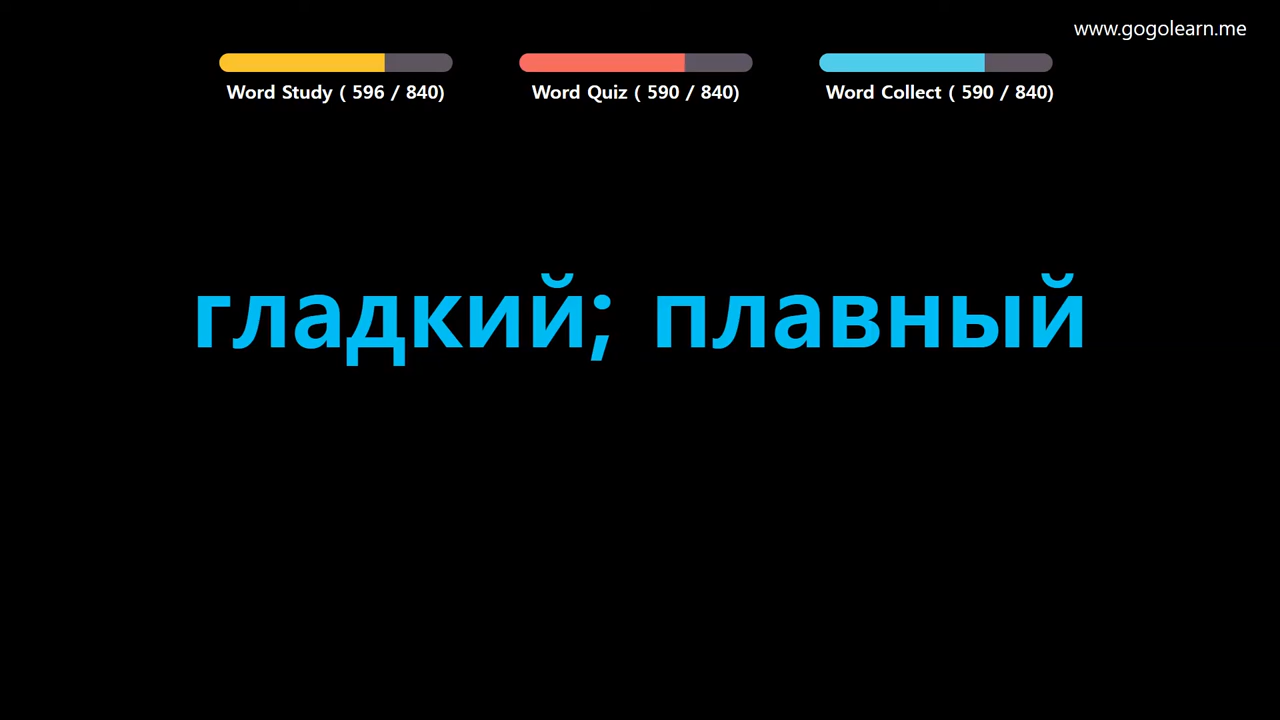 www.gogolearn.me
Word Study ( 596 / 840) Word Quiz ( 590 / 840) Word Collect ( 590 / 840)
гладкий; плавный